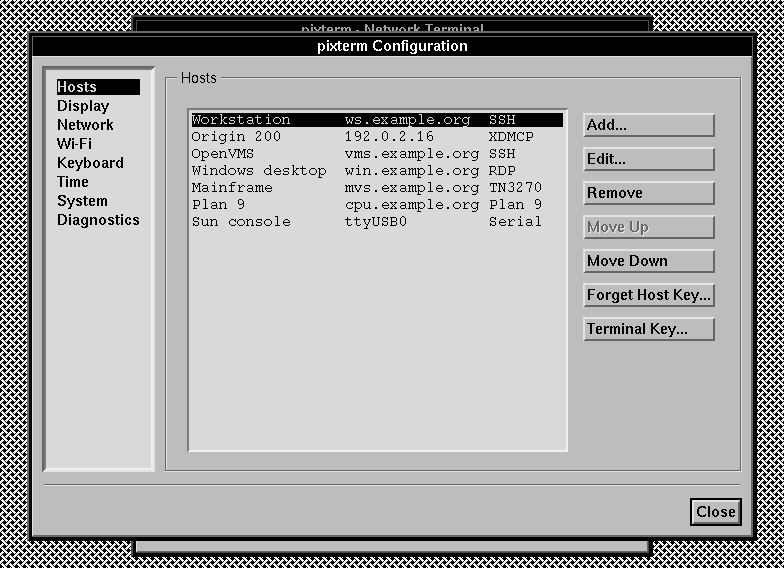 pixterm - Network Terminal
pixterm Configuration
Hosts
Display
Network
Wi-Fi
Keyboard
Time
System
Diagnostics
Hosts
Workstation ws.example.org SSH
Origin 200 192.0.2.16 XDMCP
OpenVMS vms.example.org SSH
Windows desktop win.example.org RDP
Mainframe mvs.example.org TN3270
Plan 9 cpu.example.org Plan 9
Sun console ttyUSB0 Serial
Add...
Edit...
Remove
Move Up
Move Down
Forget Host Key...
Terminal Key...
Close